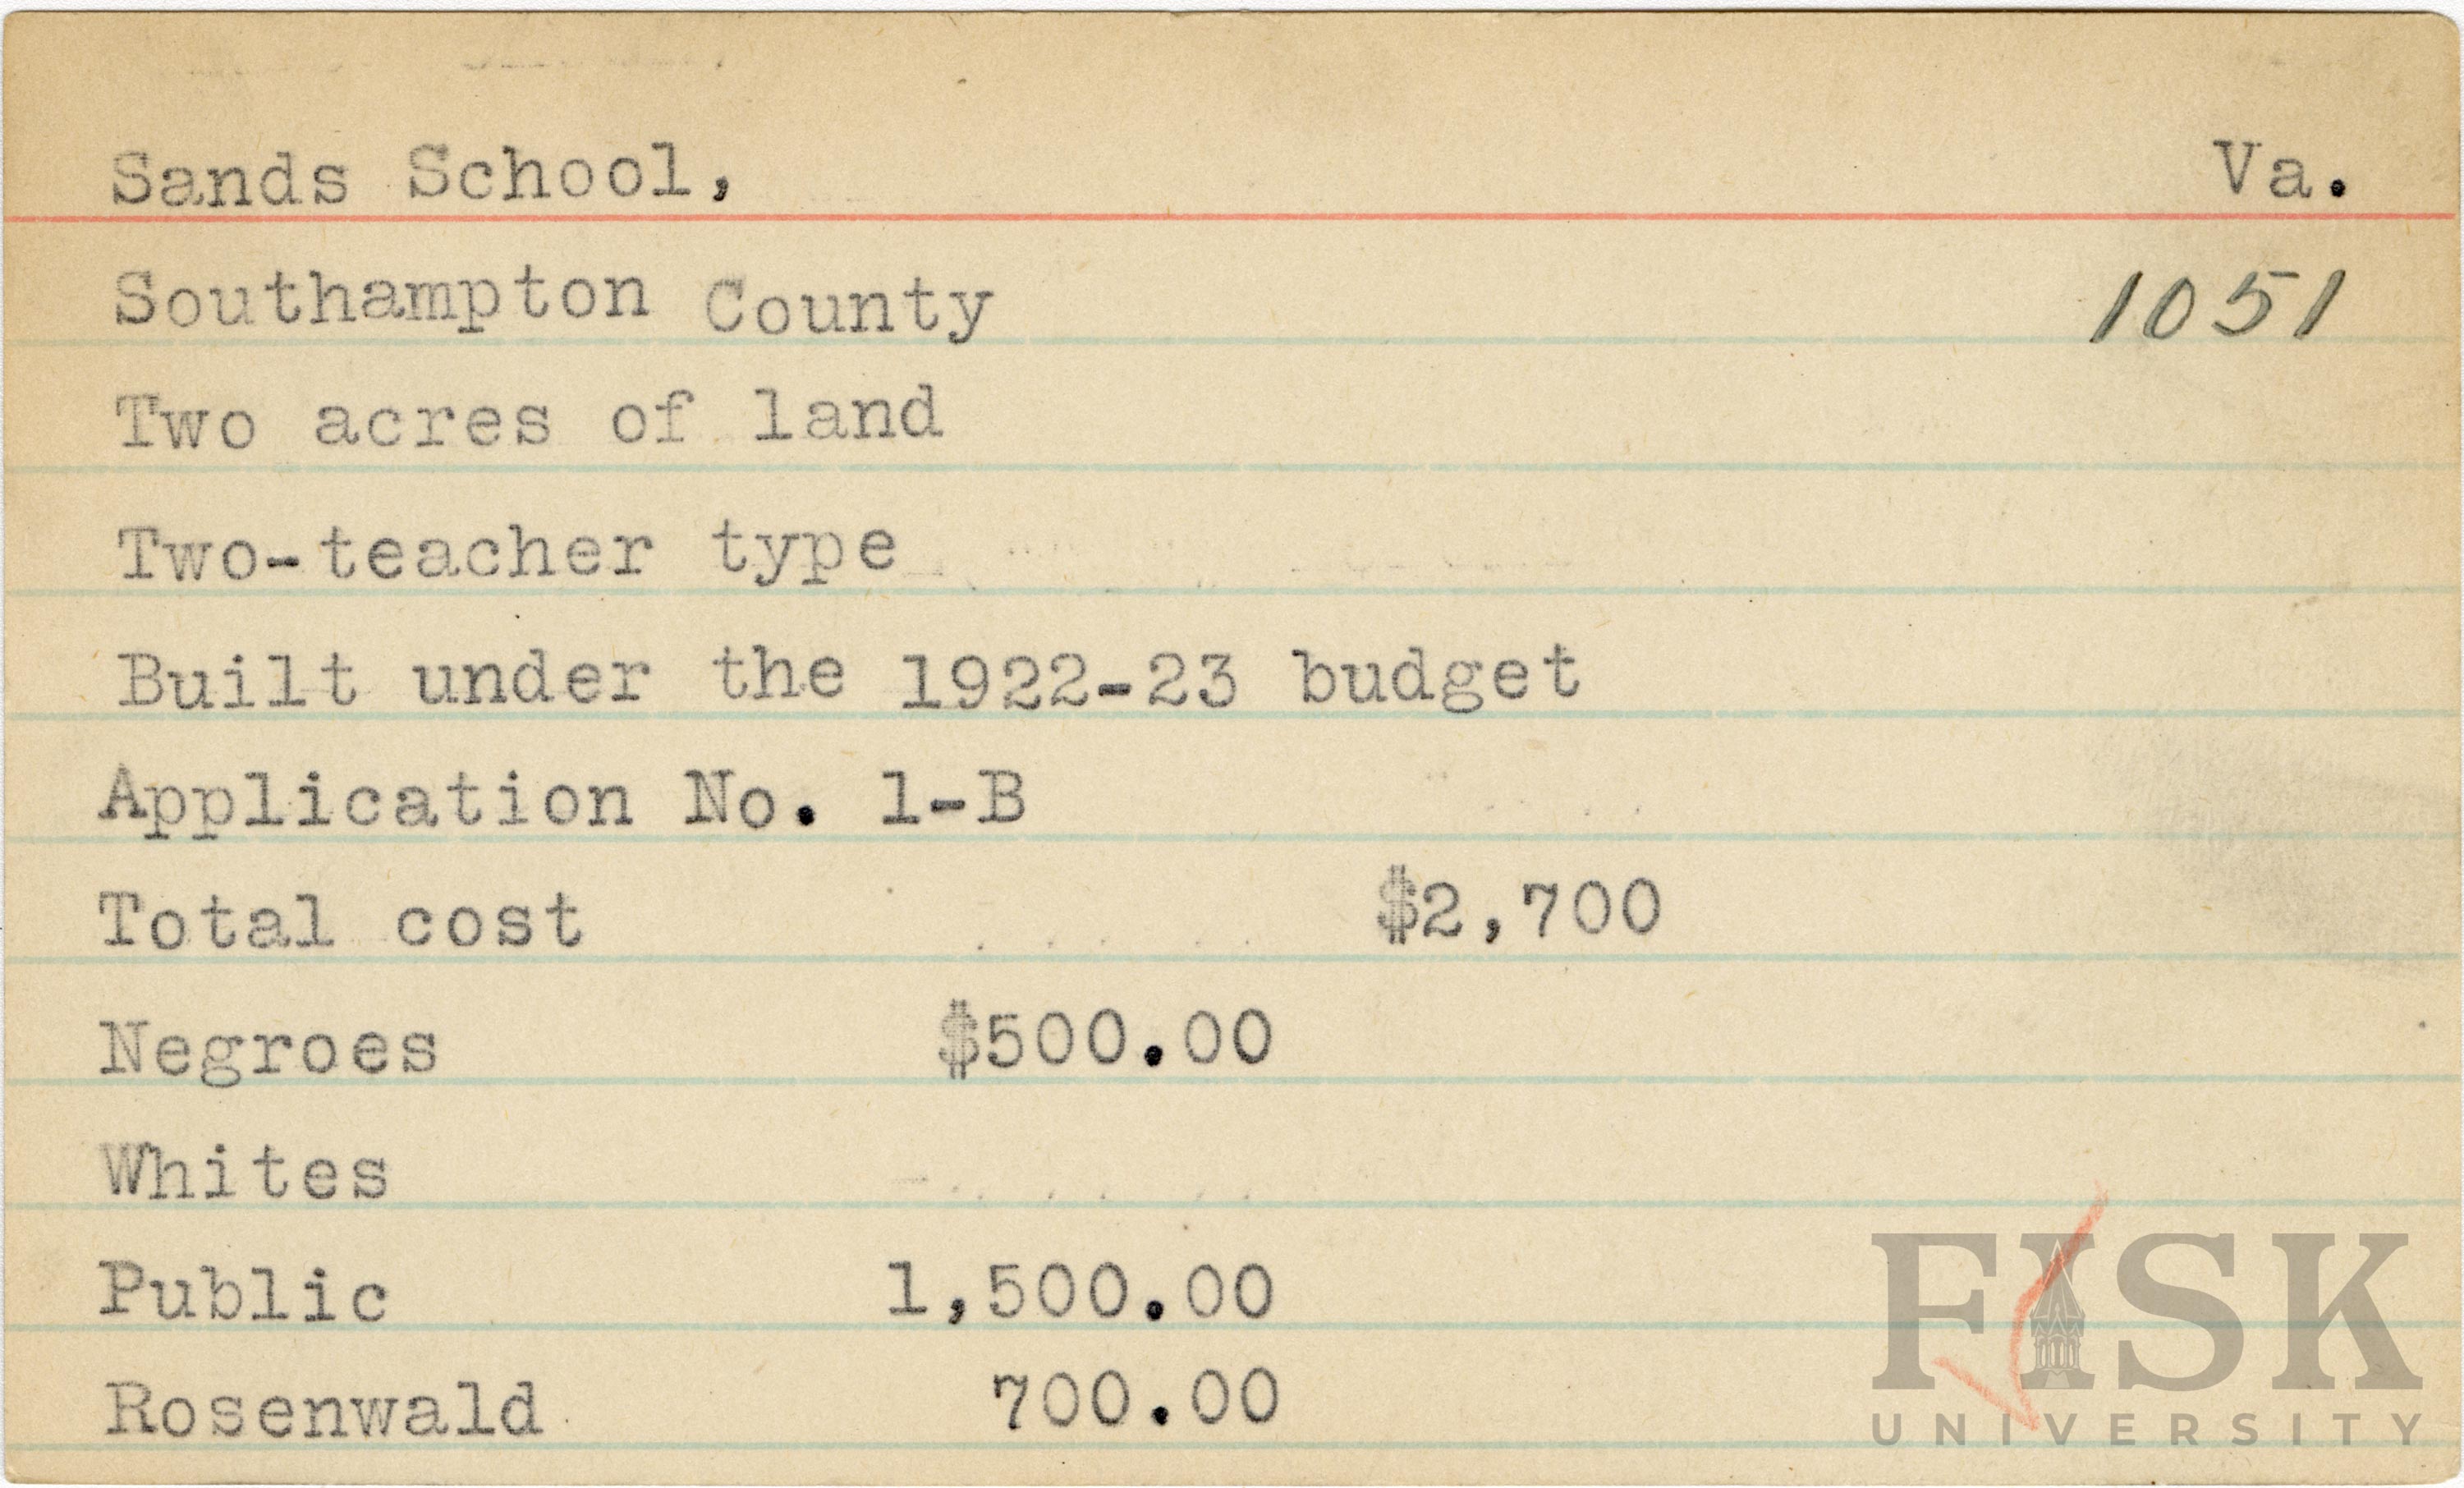 Sands School, Va.
Southampton County 1051
Two acres of land
Two-teacher type
Built under the 1922-23 budget
Application No. 1-B
Total cost $2,700
Negroes $500.00
Whites
Public 1,500.00
Rosenwald 700.00
FISK
UNIVERSITY